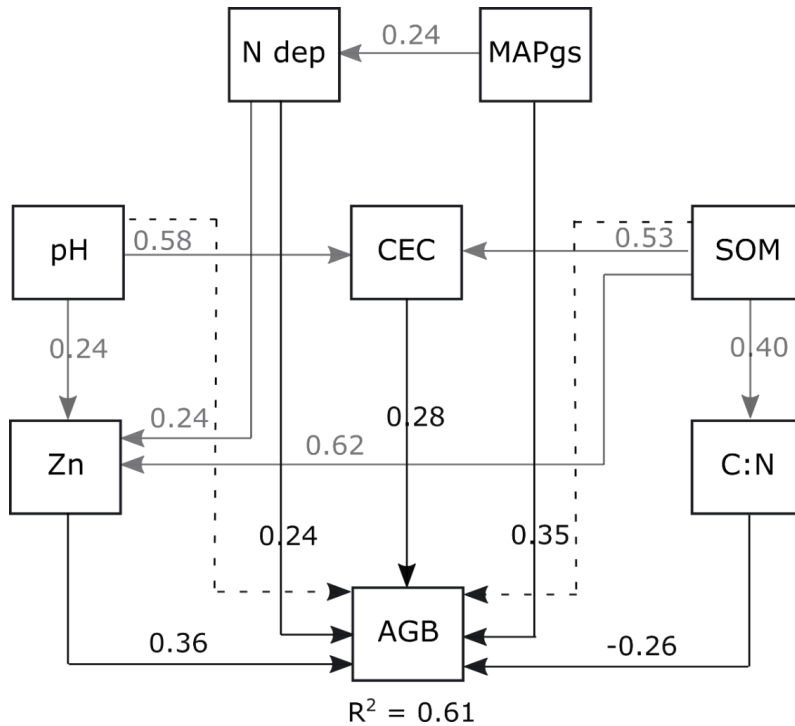 0.24
N dep
MAPgs
pH
0.58
CEC
0.53
SOM
0.24
0.40
0.24
0.28
0.62
Zn
C:N
0.24
0.35
AGB
0.36
-0.26
R² = 0.61